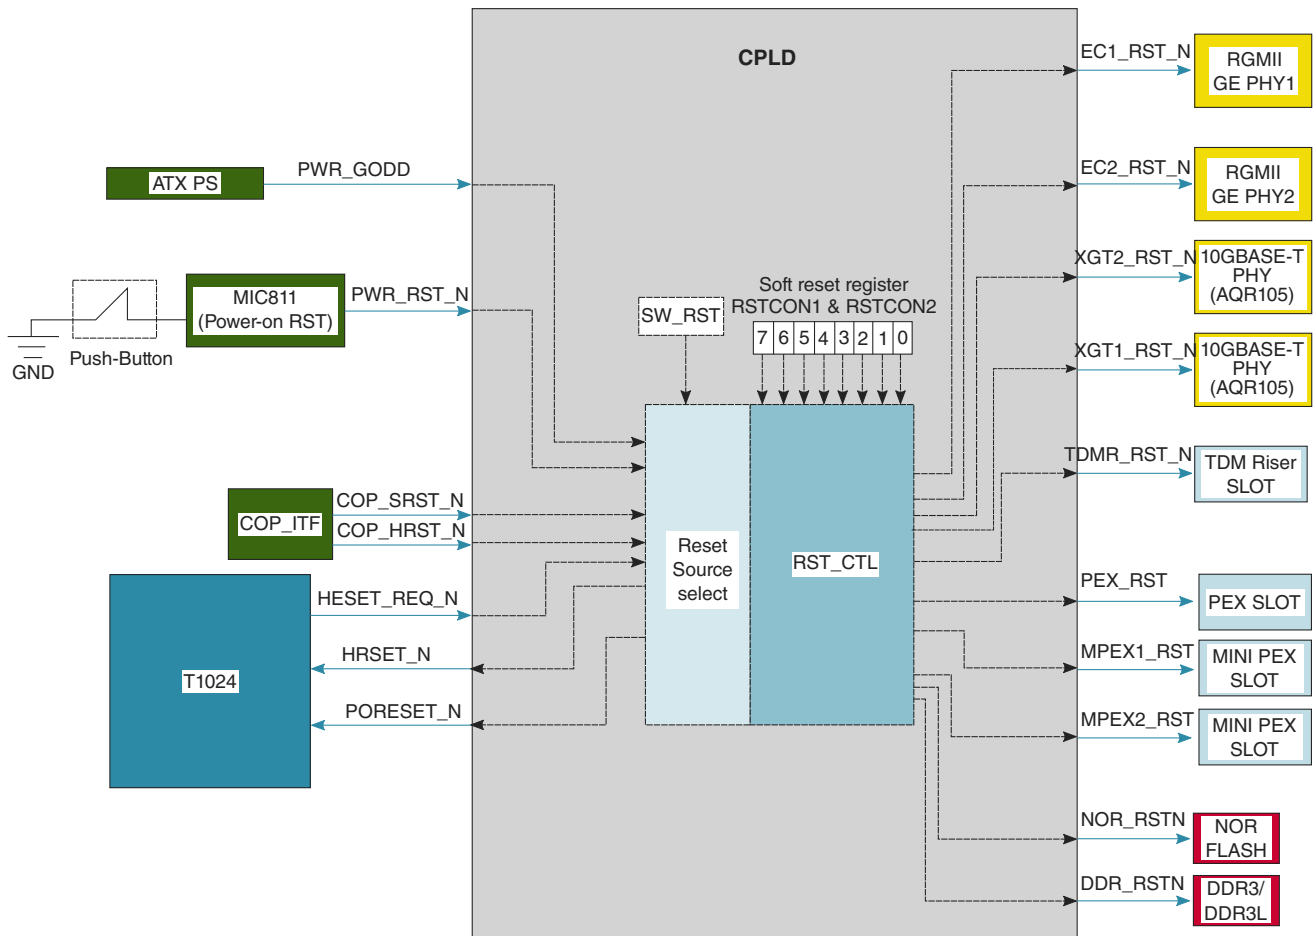 CPLD
ATX PS
PWR_GODD
MIC811
(Power-on RST)
PWR_RST_N
Push-Button
GND
COP_ITF
COP_SRST_N
COP_HRST_N
T1024
HESET_REQ_N
HRSET_N
PORESET_N
SW_RST
Soft reset register
RSTCON1 & RSTCON2
7 6 5 4 3 2 1 0
Reset
Source
select
RST_CTL
EC1_RST_N
RGMII
GE PHY1
EC2_RST_N
RGMII
GE PHY2
XGT2_RST_N
10GBASE-T
PHY
(AQR105)
XGT1_RST_N
10GBASE-T
PHY
(AQR105)
TDMR_RST_N
TDM Riser
SLOT
PEX_RST
PEX SLOT
MPEX1_RST
MINI PEX
SLOT
MPEX2_RST
MINI PEX
SLOT
NOR_RSTN
NOR
FLASH
DDR_RSTN
DDR3/
DDR3L